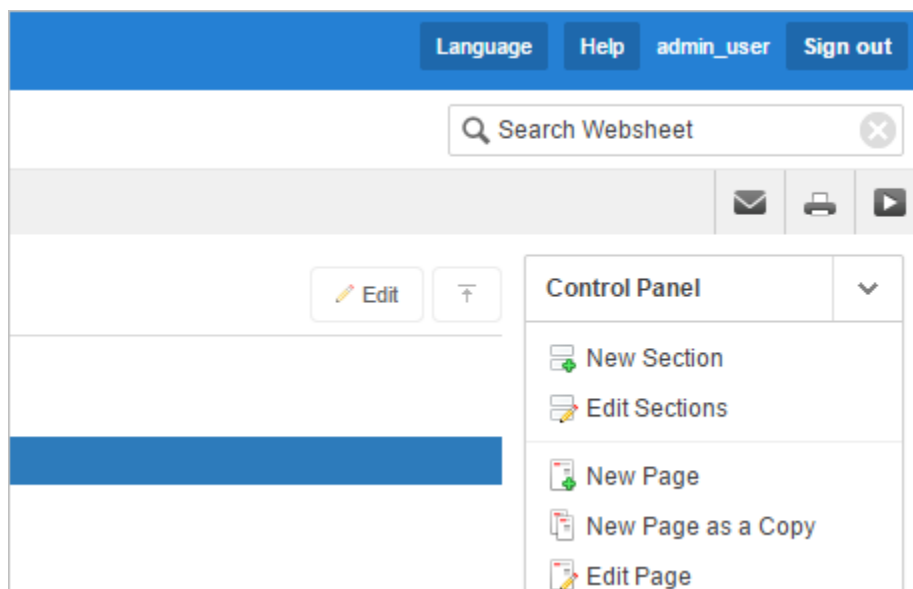 Language Help admin_user Sign out
Search Websheet
Edit
Control Panel
New Section
Edit Sections
New Page
New Page as a Copy
Edit Page